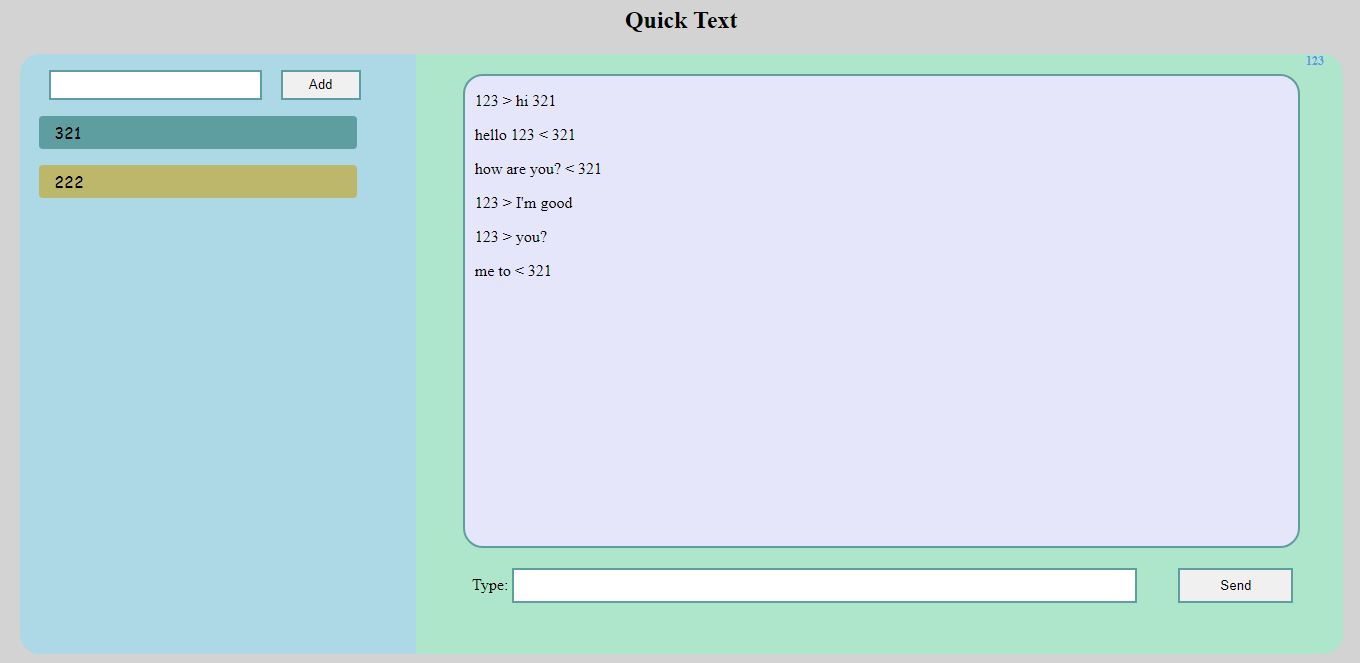 Quick Text
Add
321
222
123
123 > hi 321
hello 123 < 321
how are you? < 321
123 > I'm good
123 > you?
me to < 321
Type:
Send